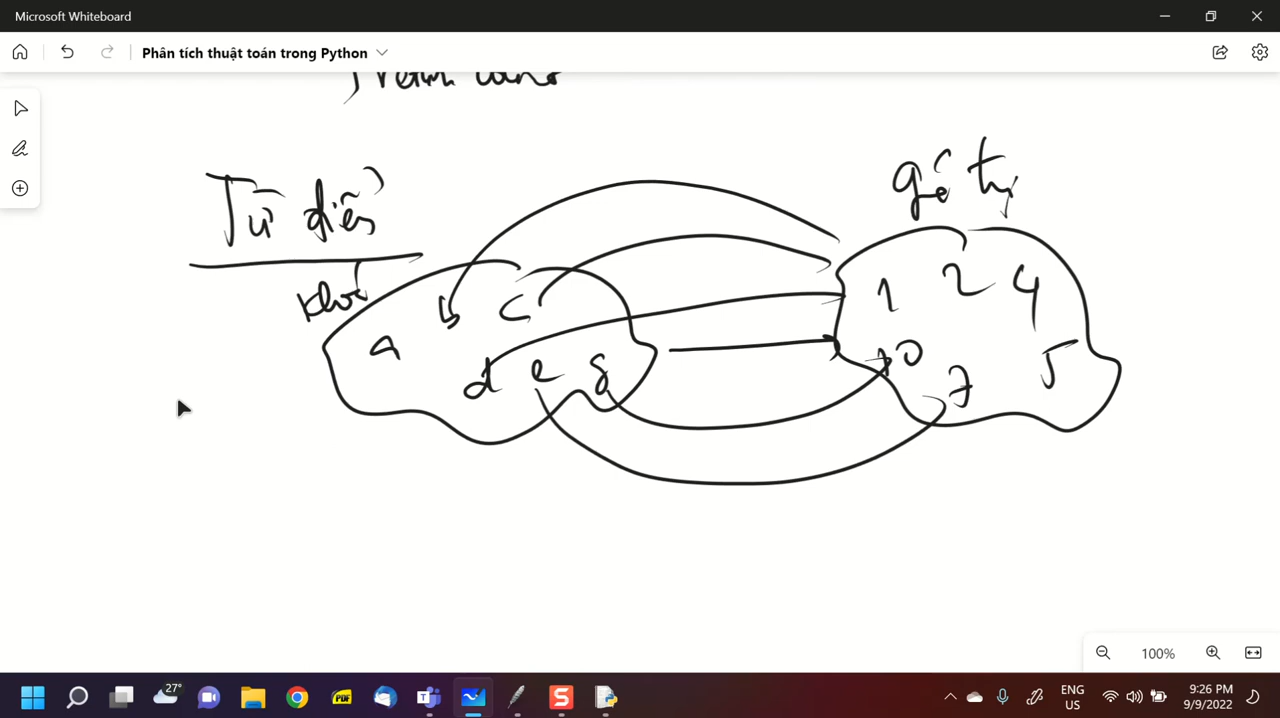 Microsoft Whiteboard
Phân tích thuật toán trong Python
Từ điển
giá trị
khoá
a b c
d e g
1 2 4
10 7 5
100%
27°
ENG
US
9:26 PM
9/9/2022